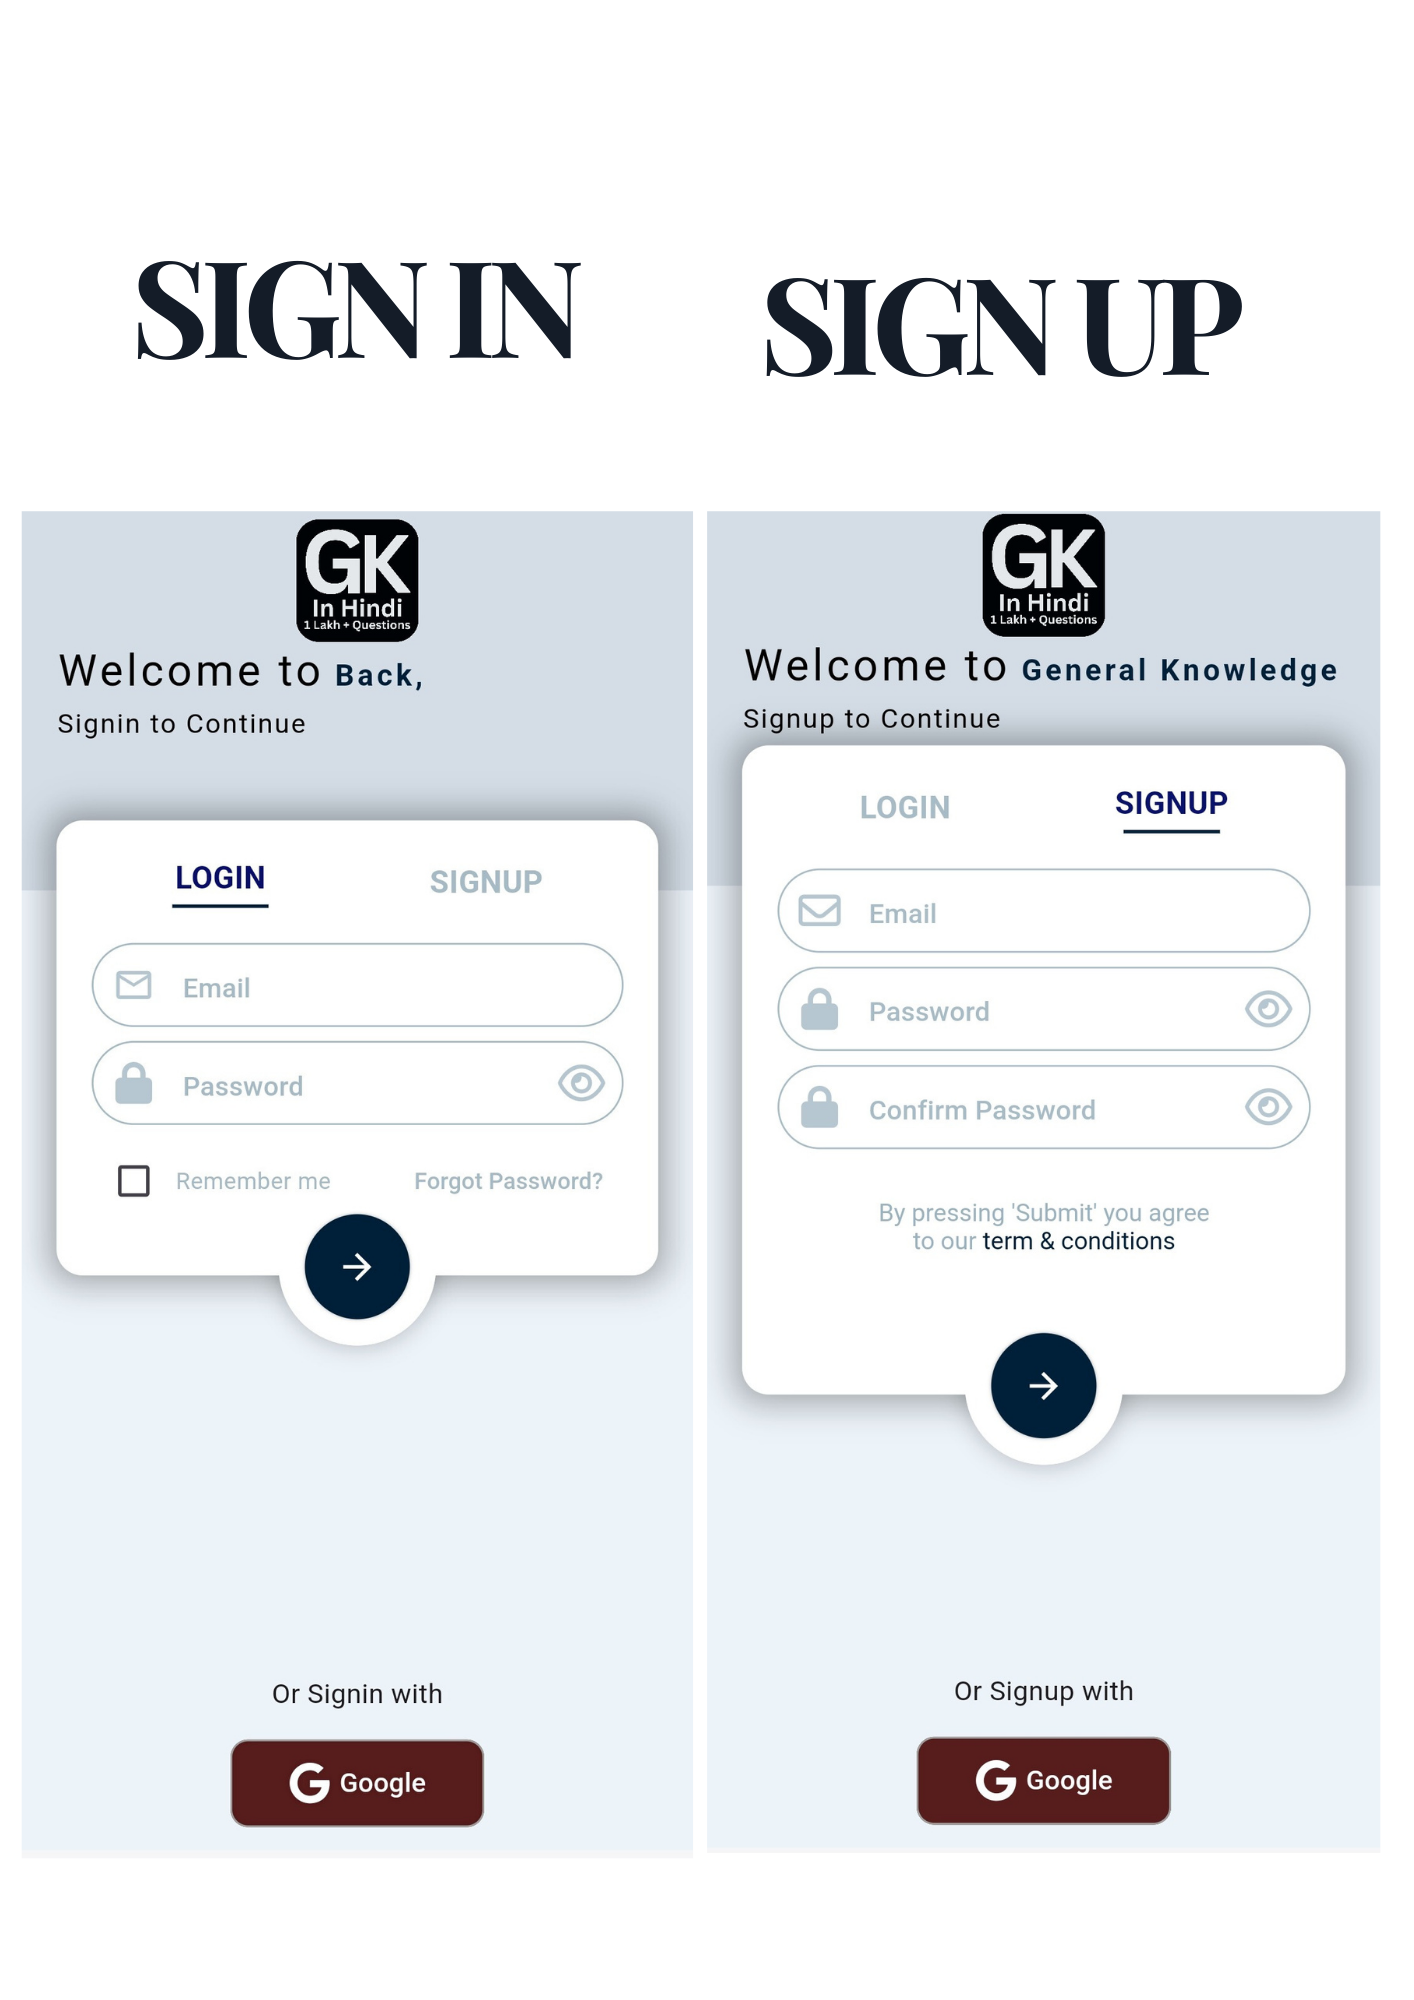 SIGN IN
SIGN UP
GK
In Hindi
1 Lakh + Questions
Welcome to Back,
Signin to Continue
LOGIN
SIGNUP
Email
Password
Remember me
Forgot Password?
Or Signin with
Google
GK
In Hindi
1 Lakh + Questions
Welcome to General Knowledge
Signup to Continue
LOGIN
SIGNUP
Email
Password
Confirm Password
By pressing 'Submit' you agree
to our term & conditions
Or Signup with
Google